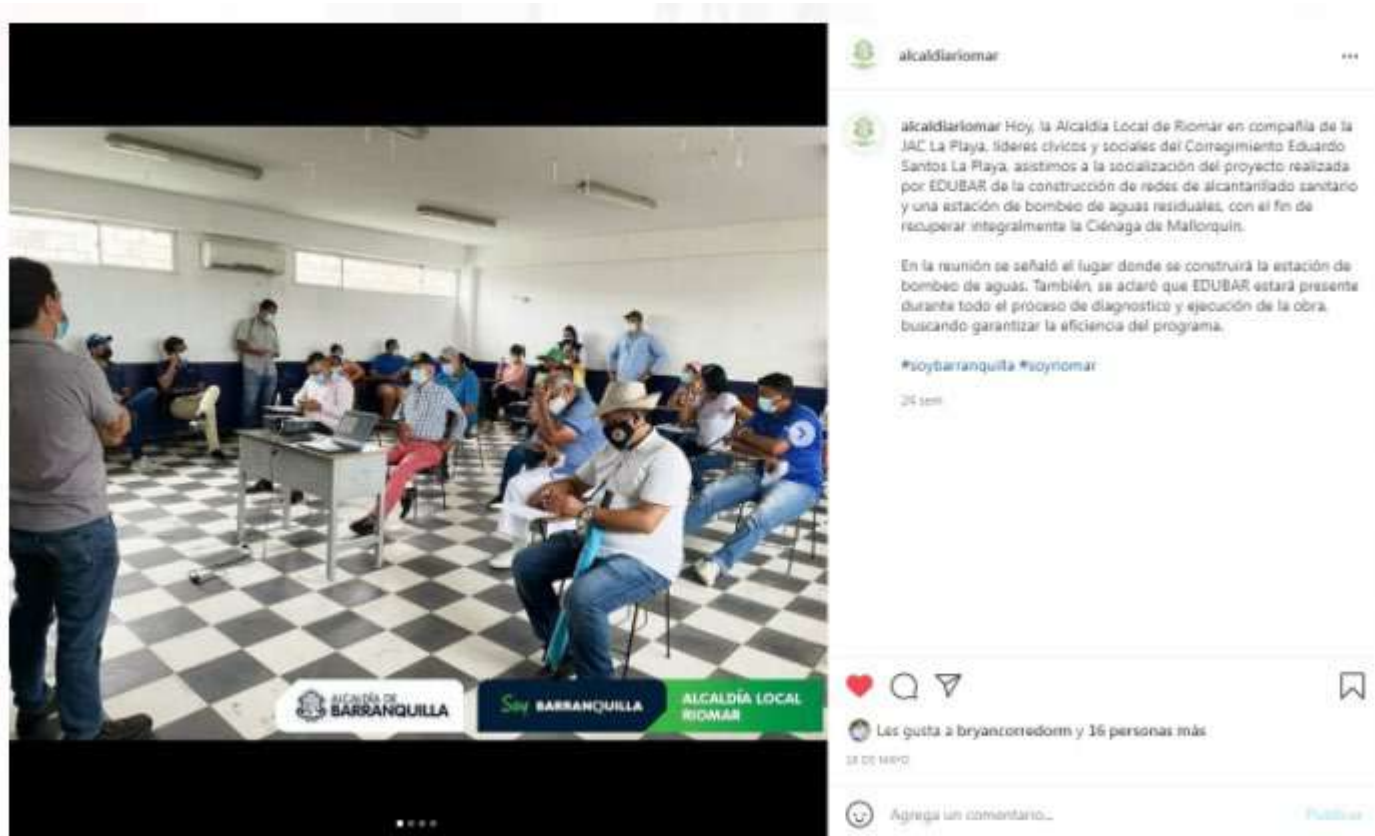 alcaldiariomar
alcaldiariomar Hoy, la Alcaldía Local de Riomar en compañía de la
JAC La Playa, líderes cívicos y sociales del Corregimiento Eduardo
Santos La Playa, asistimos a la socialización del proyecto realizada
por EDUBAR de la construcción de redes de alcantarillado sanitario
y una estación de bombeo de aguas residuales, con el fin de
recuperar integralmente la Ciénaga de Mallorquín.
En la reunión se señaló el lugar donde se construirá la estación de
bombeo de aguas. También, se aclaró que EDUBAR estará presente
durante todo el proceso de diagnostico y ejecución de la obra,
buscando garantizar la eficiencia del programa.
#soybarranquilla #soyriomar
24 sem
ALCALDÍA DE
BARRANQUILLA
Soy BARRANQUILLA
ALCALDÍA LOCAL
RIOMAR
Les gusta a bryancorredorm y 16 personas más
18 DE MAYO
Agrega un comentario...
Publicar